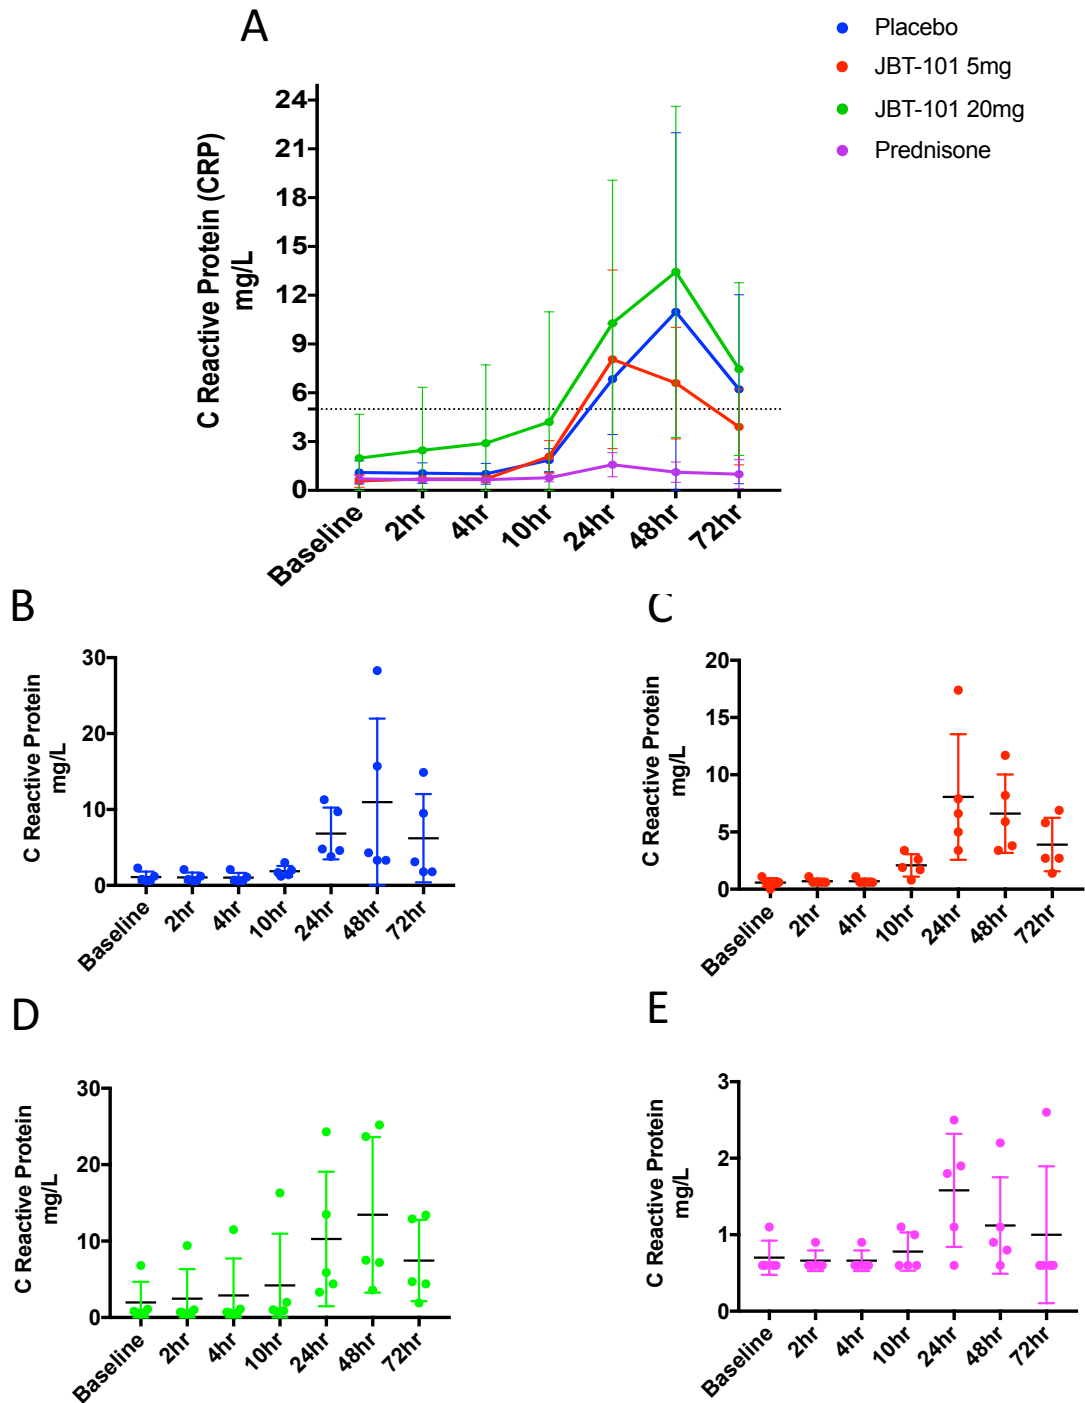 A
Placebo
JBT-101 5mg
JBT-101 20mg
Prednisone
C Reactive Protein (CRP)
mg/L
24
21
18
15
12
9
6
3
0
Baseline
2hr
4hr
10hr
24hr
48hr
72hr
B
C Reactive Protein
mg/L
30
20
10
0
Baseline
2hr
4hr
10hr
24hr
48hr
72hr
C
C Reactive Protein
mg/L
20
15
10
5
0
Baseline
2hr
4hr
10hr
24hr
48hr
72hr
D
C Reactive Protein
mg/L
30
20
10
0
Baseline
2hr
4hr
10hr
24hr
48hr
72hr
E
C Reactive Protein
mg/L
3
2
1
0
Baseline
2hr
4hr
10hr
24hr
48hr
72hr